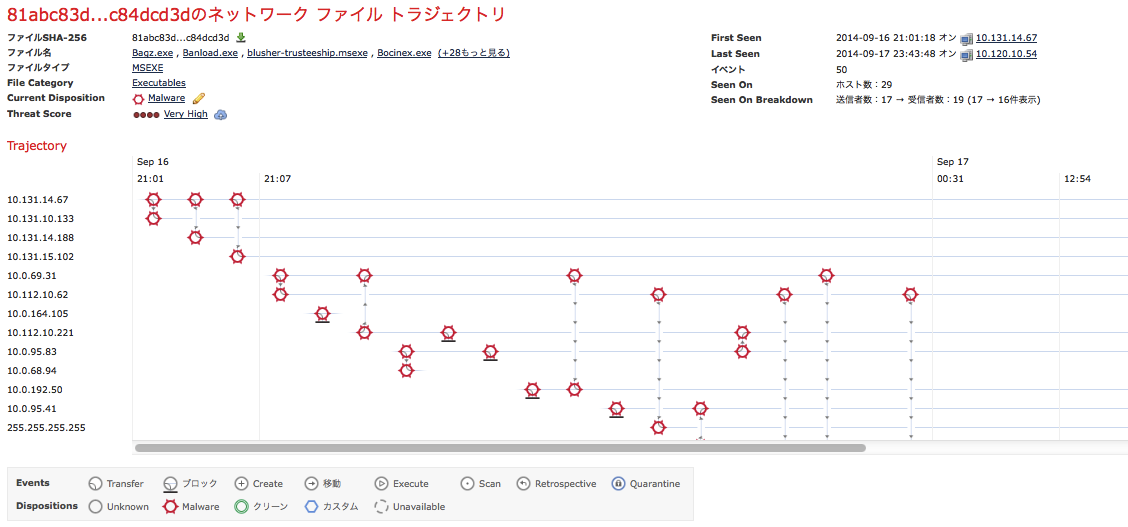 81abc83d...c84dcd3dのネットワーク ファイル トラジェクトリ
ファイルSHA-256 81abc83d...c84dcd3d
ファイル名 Bagz.exe , Banload.exe , blusher-trusteeship.msexe , Bocinex.exe (+28もっと見る)
ファイルタイプ MSEXE
File Category Executables
Current Disposition Malware
Threat Score Very High
First Seen 2014-09-16 21:01:18 オン 10.131.14.67
Last Seen 2014-09-17 23:43:48 オン 10.120.10.54
イベント 50
Seen On ホスト数：29
Seen On Breakdown 送信者数：17 → 受信者数：19 (17 → 16件表示)
Trajectory
Sep 16 Sep 17
21:01 21:07 00:31 12:54
10.131.14.67
10.131.10.133
10.131.14.188
10.131.15.102
10.0.69.31
10.112.10.62
10.0.164.105
10.112.10.221
10.0.95.83
10.0.68.94
10.0.192.50
10.0.95.41
255.255.255.255
Events Transfer ブロック Create 移動 Execute Scan Retrospective Quarantine
Dispositions Unknown Malware クリーン カスタム Unavailable